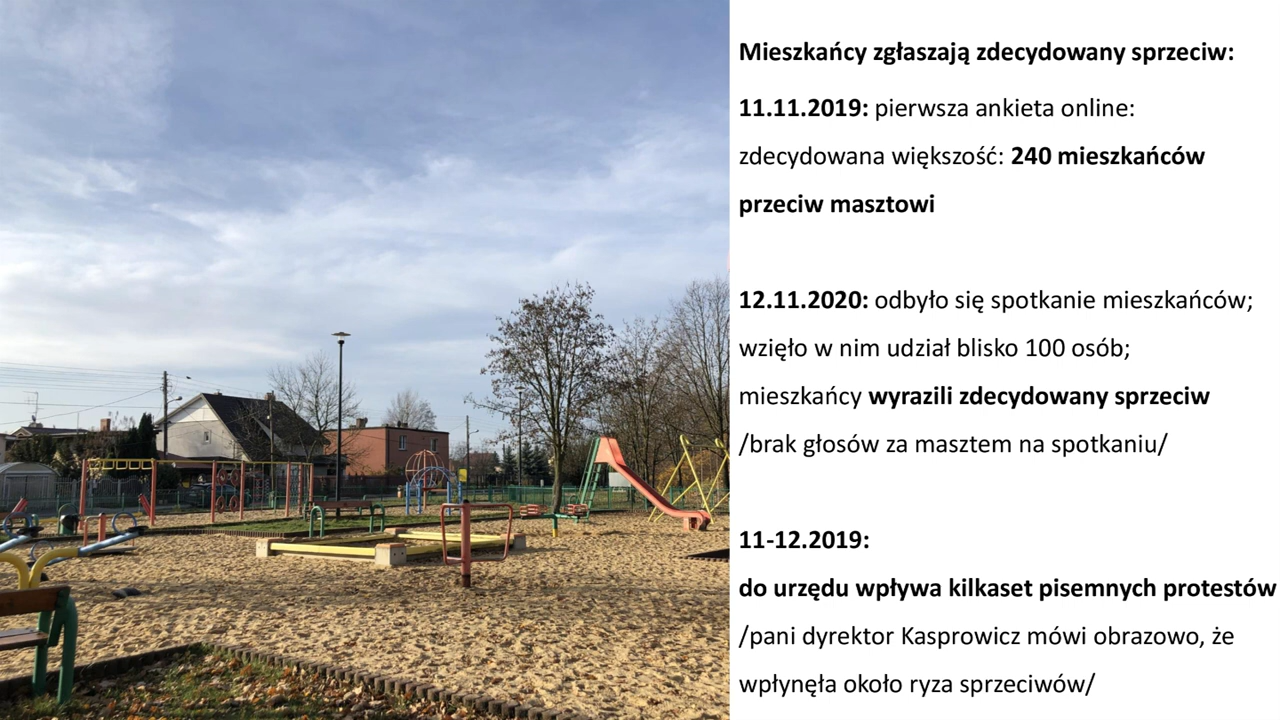 Mieszkańcy zgłaszają zdecydowany sprzeciw:
11.11.2019: pierwsza ankieta online:
zdecydowana większość: 240 mieszkańców
przeciw masztowi
12.11.2020: odbyło się spotkanie mieszkańców;
wzięło w nim udział blisko 100 osób;
mieszkańcy wyrazili zdecydowany sprzeciw
/brak głosów za masztem na spotkaniu/
11-12.2019:
do urzędu wpływa kilkaset pisemnych protestów
/pani dyrektor Kasprowicz mówi obrazowo, że
wpłynęła około ryza sprzeciwów/